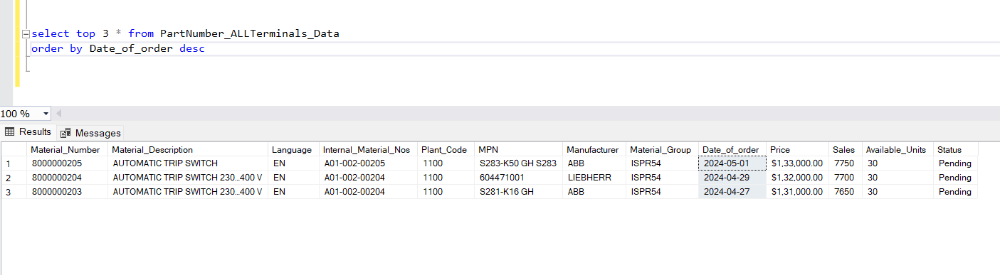 select top 3 * from PartNumber_ALLTerminals_Data
order by Date_of_order desc
100 %
Results Messages
Material_Number Material_Description Language Internal_Material_Nos Plant_Code MPN Manufacturer Material_Group Date_of_order Price Sales Available_Units Status
1 8000000205 AUTOMATIC TRIP SWITCH EN A01-002-00205 1100 S283-K50 GH S283 ABB ISPR54 2024-05-01 $1,33,000.00 7750 30 Pending
2 8000000204 AUTOMATIC TRIP SWITCH 230...400 V EN A01-002-00204 1100 604471001 LIEBHERR ISPR54 2024-04-29 $1,32,000.00 7700 30 Pending
3 8000000203 AUTOMATIC TRIP SWITCH 230...400 V EN A01-002-00204 1100 S281-K16 GH ABB ISPR54 2024-04-27 $1,31,000.00 7650 30 Pending